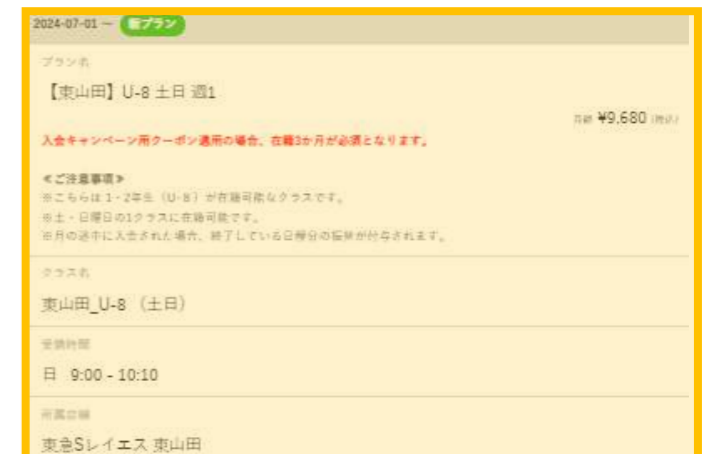 2024-07-01 ~ 新プラン
プラン名
【東山田】U-8 土日 週1
月額 ¥9,680 (税込)
入会キャンペーン用クーポン適用の場合、在籍3か月が必須となります。
≪ご注意事項≫
※こちらは1・2年生（U-8）が在籍可能なクラスです。
※土・日曜日の1クラスに在籍可能です。
※月の途中に入会された場合、終了している日程分の振替が付与されます。
クラス名
東山田_U-8 （土日）
受講時間
日 9:00 - 10:10
所属店舗
東急Sレイエス 東山田